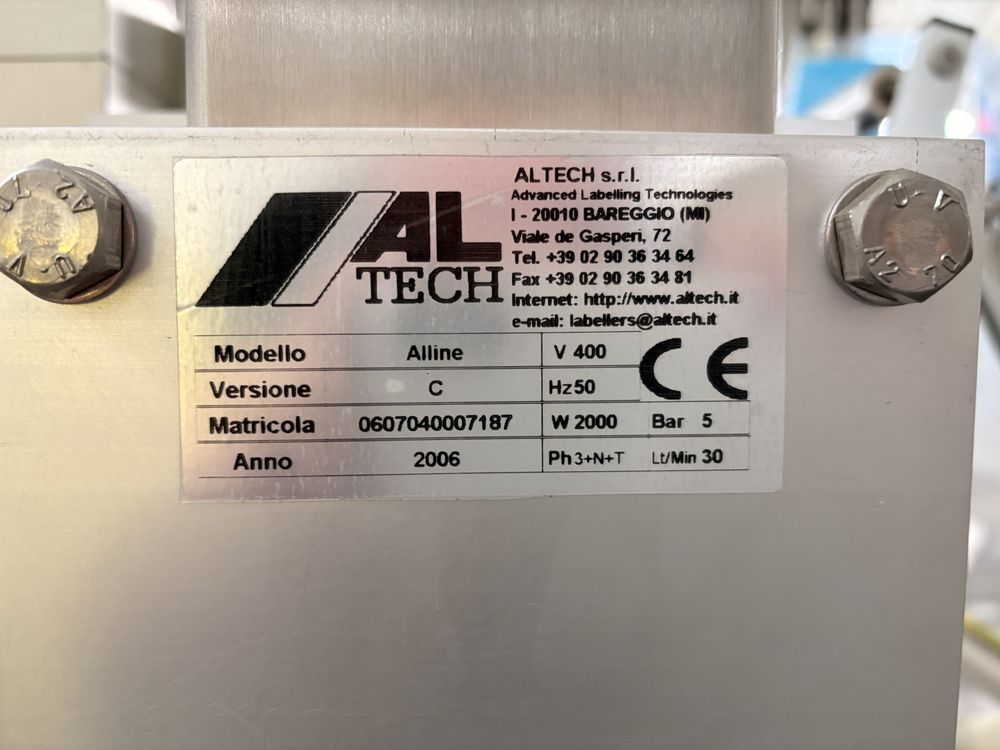 AL
TECH
ALTECH s.r.l.
Advanced Labelling Technologies
I - 20010 BAREGGIO (MI)
Viale de Gasperi, 72
Tel. +39 02 90 36 34 64
Fax +39 02 90 36 34 81
Internet: http://www.altech.it
e-mail: labellers@altech.it
Modello Alline V 400 CE
Versione C Hz 50
Matricola 0607040007187 W 2000 Bar 5
Anno 2006 Ph 3+N+T Lt/Min 30
A2 70
U.V
U.V
A2 70